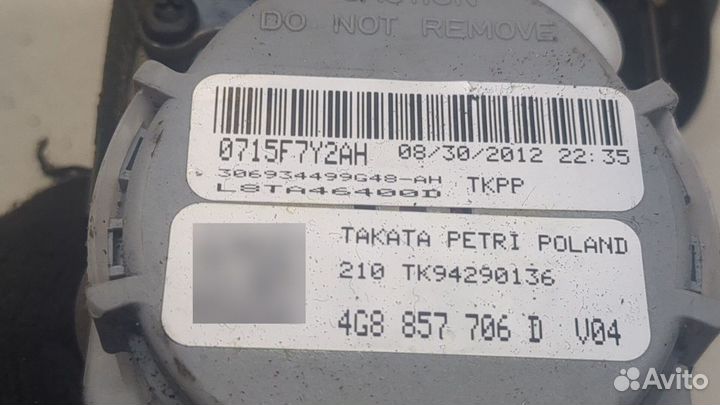 CAUTION
DO NOT REMOVE
0715F7Y2AH 08/30/2012 22:35
306934499G48-AH TKPP
L8TA46400D
TAKATA PETRI POLAND
210 TK94290136
4G8 857 706 D V04
Avito